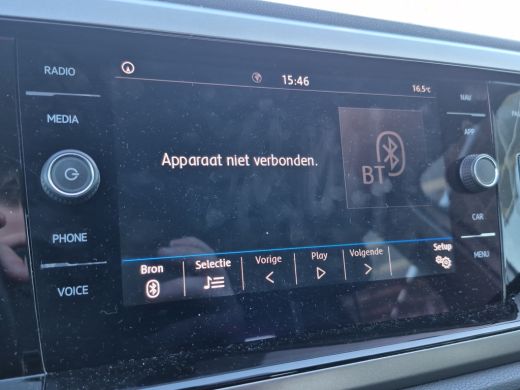 RADIO
MEDIA
PHONE
VOICE
15:46
16.5°C
Apparaat niet verbonden.
BT
Bron
Selectie
Vorige
Play
Volgende
Setup
NAV
APP
CAR
MENU